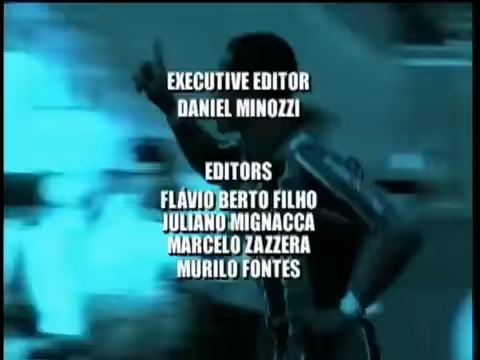 EXECUTIVE EDITOR
DANIEL MINOZZI
EDITORS
FLÁVIO BERTO FILHO
JULIANO MIGNACCA
MARCELO ZAZZERA
MURILO FONTES